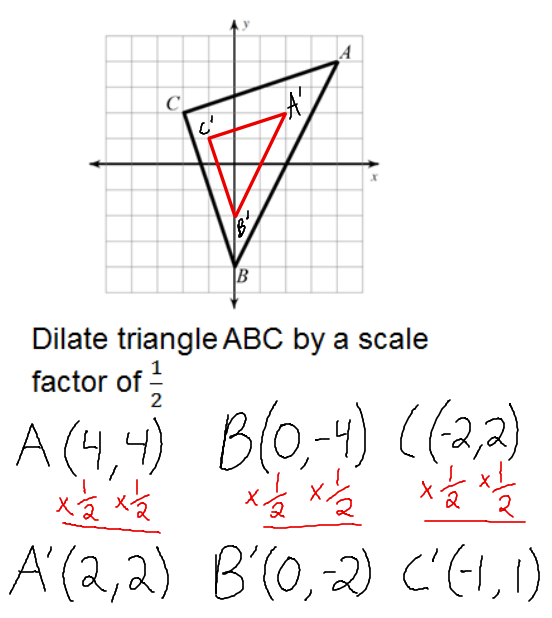 y
A
C
A'
C'
x
B'
B
Dilate triangle ABC by a scale
factor of 1/2
A(4,4) B(0,-4) C(-2,2)
x1/2 x1/2 x1/2 x1/2 x1/2 x1/2
A'(2,2) B'(0,-2) C'(-1,1)